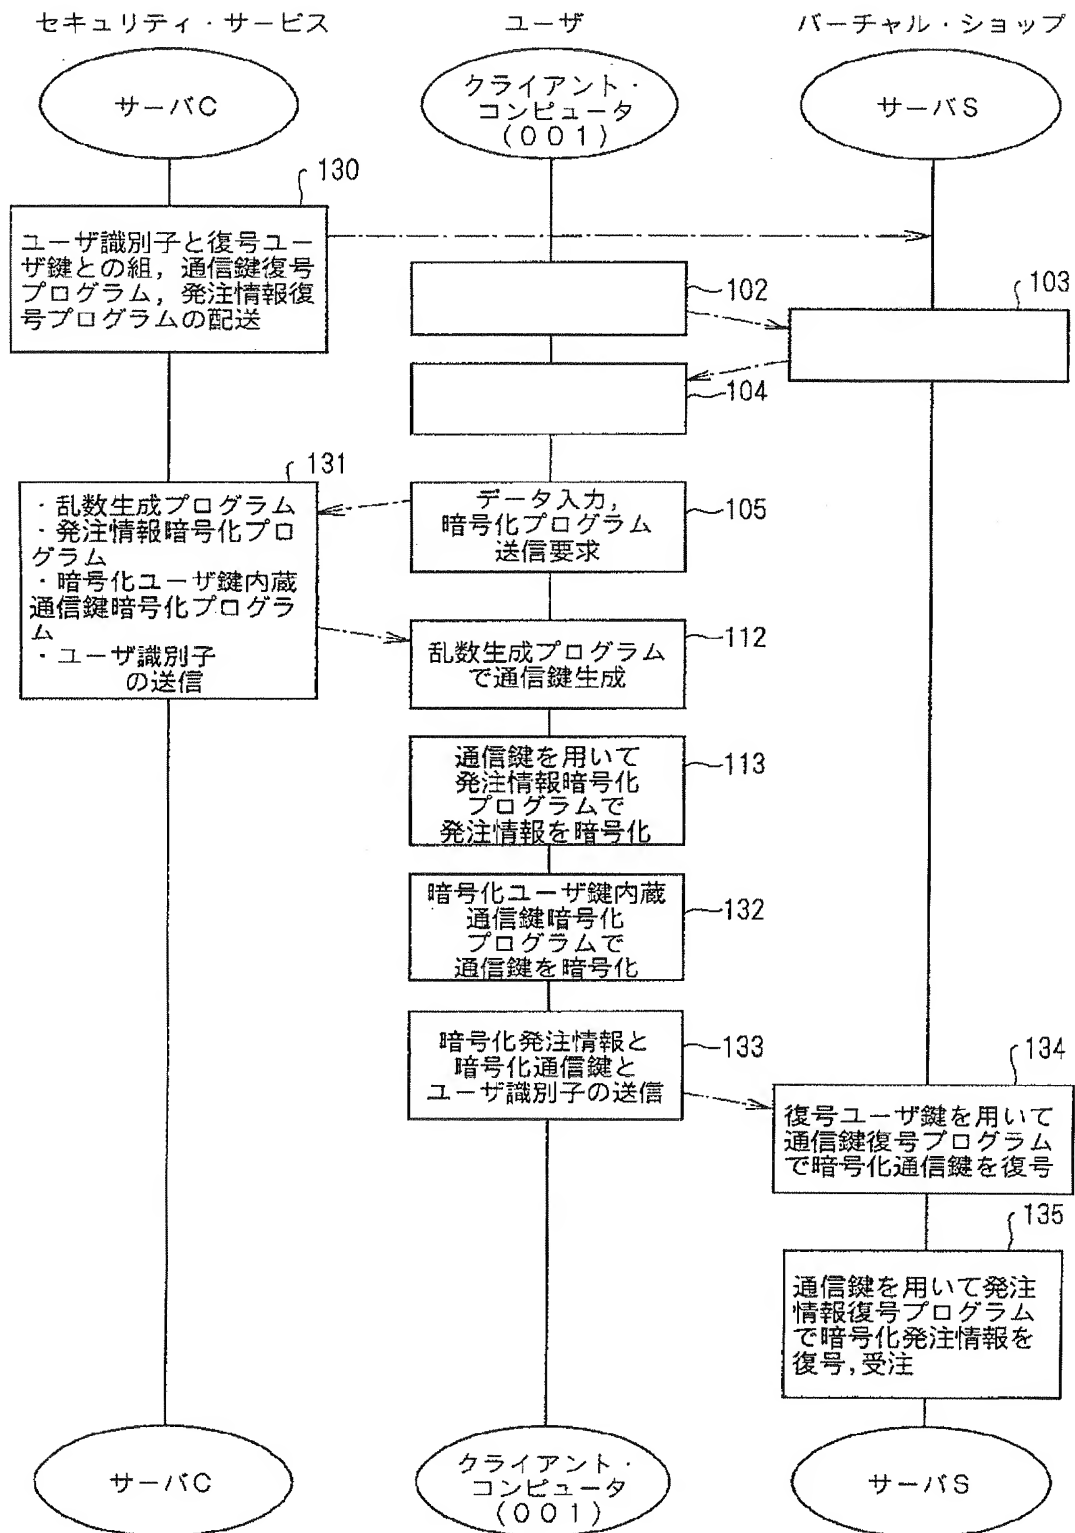 セキュリティ・サービス
ユーザ
バーチャル・ショップ
サーバC
クライアント・
コンピュータ
(001)
サーバS
130
ユーザ識別子と復号ユー
ザ鍵との組,通信鍵復号
プログラム,発注情報復
号プログラムの配送
102
103
104
131
・乱数生成プログラム
・発注情報暗号化プロ
グラム
・暗号化ユーザ鍵内蔵
通信鍵暗号化プログラ
ム
・ユーザ識別子
の送信
データ入力,
暗号化プログラム
送信要求
105
乱数生成プログラム
で通信鍵生成
112
通信鍵を用いて
発注情報暗号化
プログラムで
発注情報を暗号化
113
暗号化ユーザ鍵内蔵
通信鍵暗号化
プログラムで
通信鍵を暗号化
132
暗号化発注情報と
暗号化通信鍵と
ユーザ識別子の送信
133
134
復号ユーザ鍵を用いて
通信鍵復号プログラム
で暗号化通信鍵を復号
135
通信鍵を用いて発注
情報復号プログラム
で暗号化発注情報を
復号,受注
サーバC
クライアント・
コンピュータ
(001)
サーバS